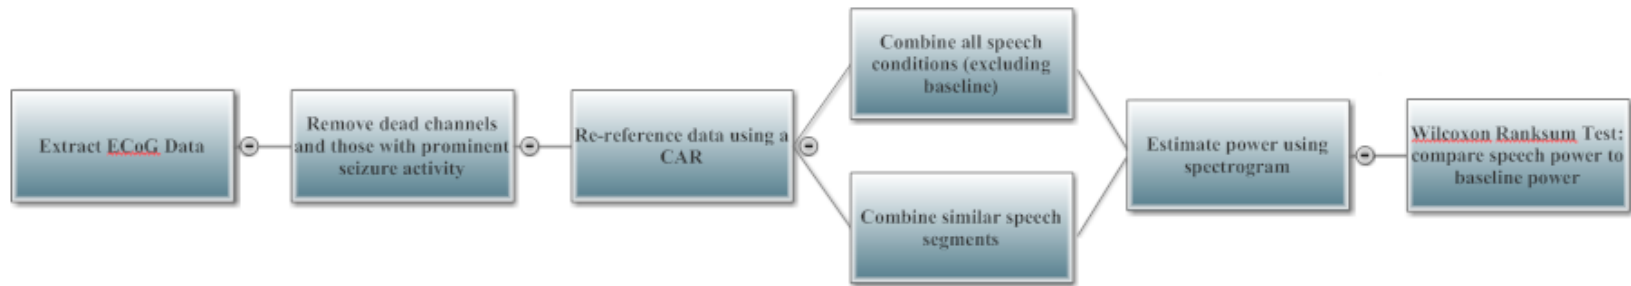 Extract ECoG Data
Remove dead channels
and those with prominent
seizure activity
Re-reference data using a
CAR
Combine all speech
conditions (excluding
baseline)
Combine similar speech
segments
Estimate power using
spectrogram
Wilcoxon Ranksum Test:
compare speech power to
baseline power